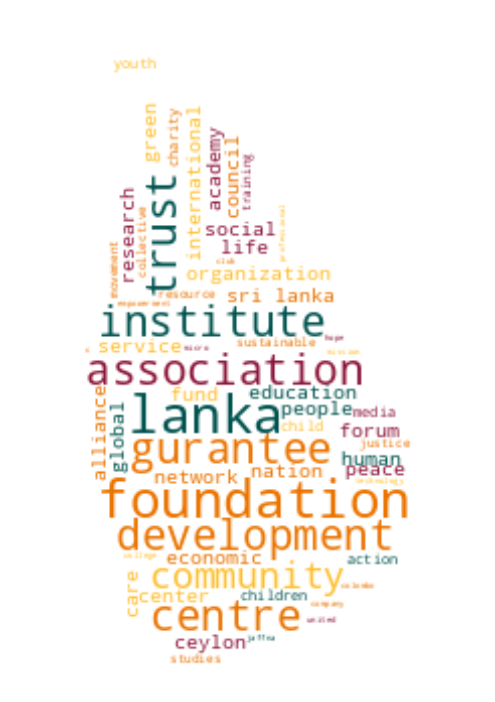 youth
green
charity
international
academy
council
training
trust
research
collective
movement
social
professional
life
club
organization
resource
sri lanka
empowerment
institute
hope
sustainable
service
micro
mission
association
alliance
fund
education
global
lanka
people
media
child
forum
gurantee
justice
human
peace
nation
network
technology
foundation
development
college
economic
action
community
colombo
care
center
children
company
centre
united
ceylon
jaffna
studies